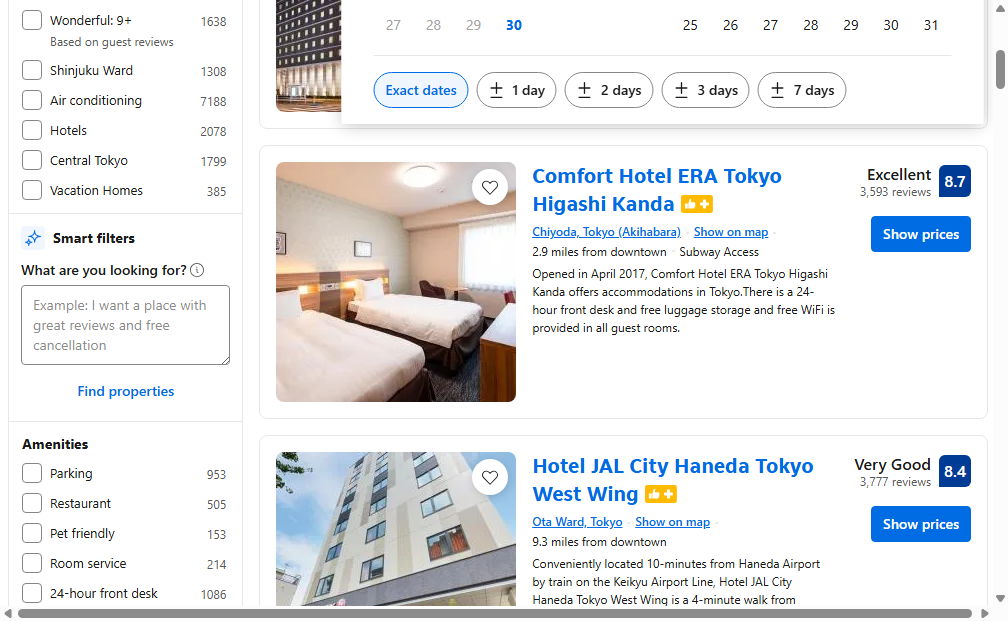 Wonderful: 9+ 1638
Based on guest reviews
Shinjuku Ward 1308
Air conditioning 7188
Hotels 2078
Central Tokyo 1799
Vacation Homes 385
Smart filters
What are you looking for?
Example: I want a place with
great reviews and free
cancellation
Find properties
Amenities
Parking 953
Restaurant 505
Pet friendly 153
Room service 214
24-hour front desk 1086
27 28 29 30 25 26 27 28 29 30 31
Exact dates ± 1 day ± 2 days ± 3 days ± 7 days
Comfort Hotel ERA Tokyo
Higashi Kanda
Excellent 8.7
3,593 reviews
Show prices
Chiyoda, Tokyo (Akihabara) · Show on map ·
2.9 miles from downtown · Subway Access
Opened in April 2017, Comfort Hotel ERA Tokyo Higashi
Kanda offers accommodations in Tokyo.There is a 24-
hour front desk and free luggage storage and free WiFi is
provided in all guest rooms.
Hotel JAL City Haneda Tokyo
West Wing
Very Good 8.4
3,777 reviews
Show prices
Ota Ward, Tokyo · Show on map ·
9.3 miles from downtown
Conveniently located 10-minutes from Haneda Airport
by train on the Keikyu Airport Line, Hotel JAL City
Haneda Tokyo West Wing is a 4-minute walk from